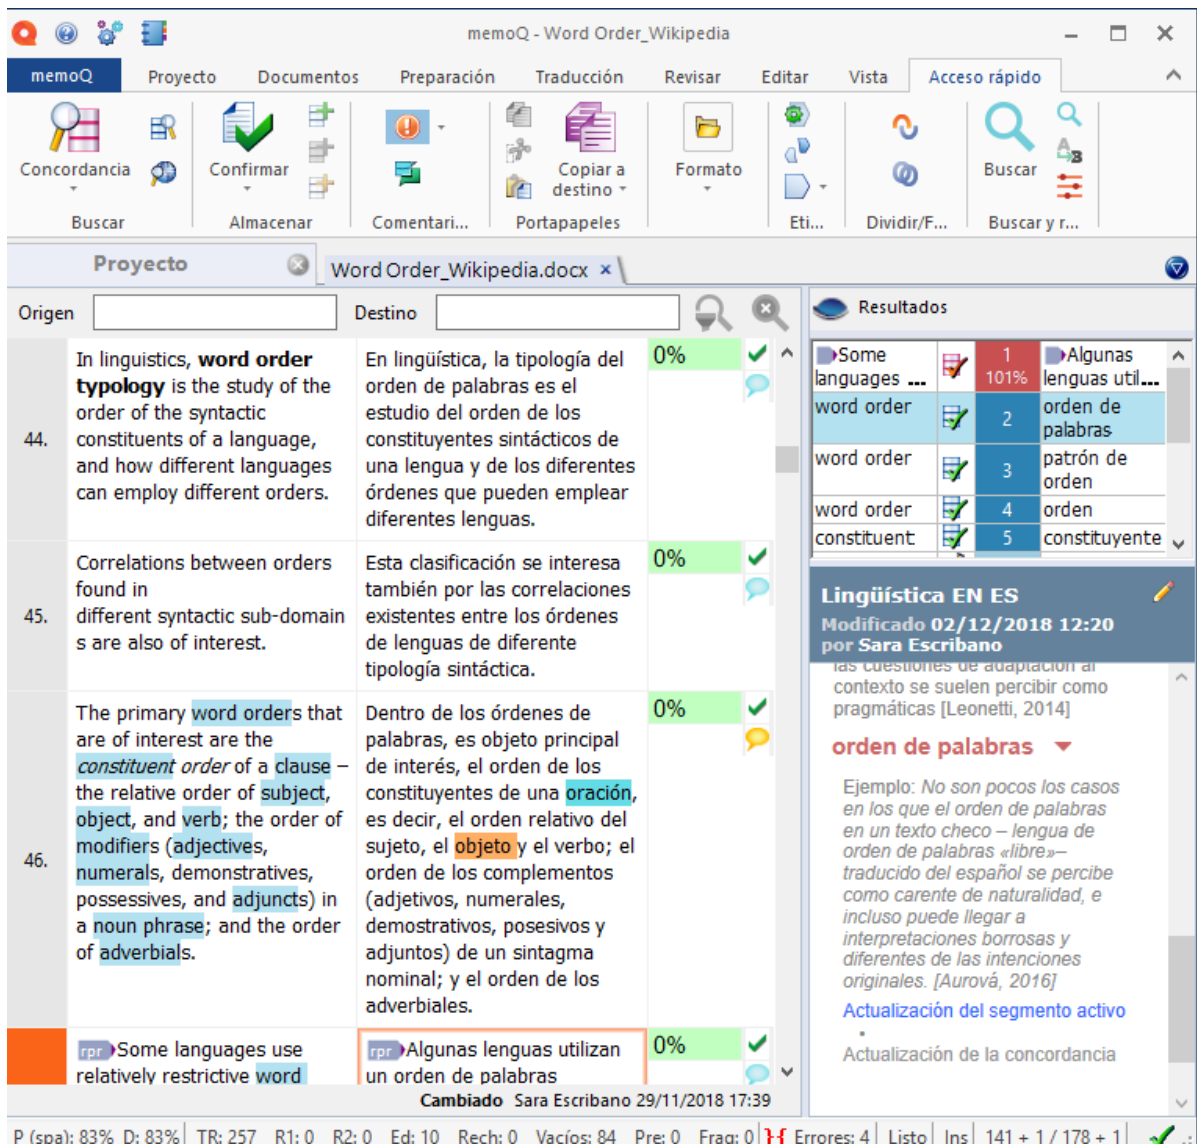 memoQ - Word Order_Wikipedia
memoQ Proyecto Documentos Preparación Traducción Revisar Editar Vista Acceso rápido
Concordancia
Confirmar
Copiar a
destino
Formato
Buscar
Buscar Almacenar Comentari... Portapapeles Eti... Dividir/F... Buscar y r...
Proyecto Word Order_Wikipedia.docx
Origen Destino
44.
In linguistics, word order
typology is the study of the
order of the syntactic
constituents of a language,
and how different languages
can employ different orders.
En lingüística, la tipología del
orden de palabras es el
estudio del orden de los
constituyentes sintácticos de
una lengua y de los diferentes
órdenes que pueden emplear
diferentes lenguas.
0%
45.
Correlations between orders
found in
different syntactic sub-domain
s are also of interest.
Esta clasificación se interesa
también por las correlaciones
existentes entre los órdenes
de lenguas de diferente
tipología sintáctica.
0%
46.
The primary word orders that
are of interest are the
constituent order of a clause –
the relative order of subject,
object, and verb; the order of
modifiers (adjectives,
numerals, demonstratives,
possessives, and adjuncts) in
a noun phrase; and the order
of adverbials.
Dentro de los órdenes de
palabras, es objeto principal
de interés, el orden de los
constituyentes de una oración,
es decir, el orden relativo del
sujeto, el objeto y el verbo; el
orden de los complementos
(adjetivos, numerales,
demostrativos, posesivos y
adjuntos) de un sintagma
nominal; y el orden de los
adverbiales.
0%
rpr Some languages use
relatively restrictive word
rpr Algunas lenguas utilizan
un orden de palabras
0%
Cambiado Sara Escribano 29/11/2018 17:39
Resultados
Some
languages ...
1
101%
Algunas
lenguas util...
word order 2 orden de
palabras
word order 3 patrón de
orden
word order 4 orden
constituent 5 constituyente
Lingüística EN ES
Modificado 02/12/2018 12:20
por Sara Escribano
las cuestiones de adaptación al
contexto se suelen percibir como
pragmáticas [Leonetti, 2014]
orden de palabras
Ejemplo: No son pocos los casos
en los que el orden de palabras
en un texto checo – lengua de
orden de palabras «libre»–
traducido del español se percibe
como carente de naturalidad, e
incluso puede llegar a
interpretaciones borrosas y
diferentes de las intenciones
originales. [Aurová, 2016]
Actualización del segmento activo
•
Actualización de la concordancia
P (spa): 83% D: 83% TR: 257 R1: 0 R2: 0 Ed: 10 Rech: 0 Vacíos: 84 Pre: 0 Frag: 0 Errores: 4 Listo Ins 141 + 1 / 178 + 1